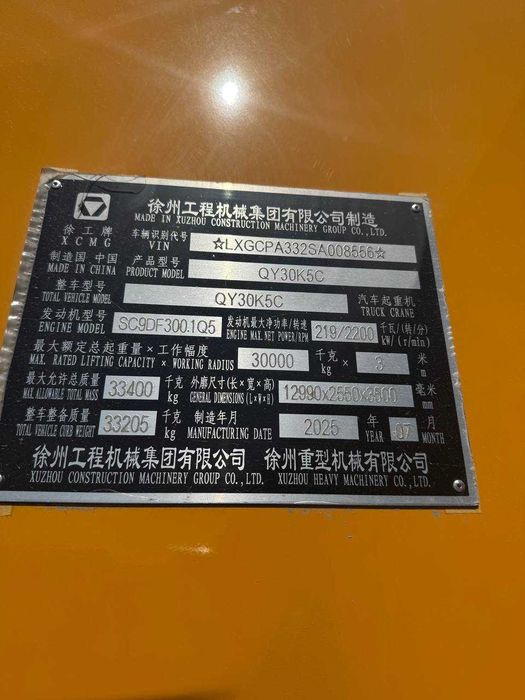 徐州工程机械集团有限公司制造
MADE IN XUZHOU CONSTRUCTION MACHINERY GROUP CO.,LTD.
徐工牌
XCMG
车辆识别代号
VIN
☆LXGCPA332SA008556☆
制造国 中国
MADE IN CHINA
产品型号
PRODUCT MODEL
QY30K5C
整车型号
TOTAL VEHICLE MODEL
QY30K5C
汽车起重机
TRUCK CRANE
发动机型号
ENGINE MODEL
SC9DF300.1Q5
发动机最大净功率/转速
ENGINE MAX.NET POWER/RPM
219/2200
千瓦/(转/分)
kW/(r/min)
最大额定总起重量×工作幅度
MAX. RATED LIFTING CAPACITY × WORKING RADIUS
30000
千克
kg
×
3
米
m
最大允许总质量
MAX ALLOWABLE TOTAL MASS
33400
千克
kg
外廓尺寸(长×宽×高)
GENERAL DIMENSIONS (L×W×H)
12990x2550x3500
毫米
mm
整车整备质量
TOTAL VEHICLE CURB WEIGHT
33205
千克
kg
制造年月
MANUFACTURING DATE
2025
年
YEAR
07
月
MONTH
徐州工程机械集团有限公司
XUZHOU CONSTRUCTION MACHINERY GROUP CO.,LTD.
徐州重型机械有限公司
XUZHOU HEAVY MACHINERY CO.,LTD.